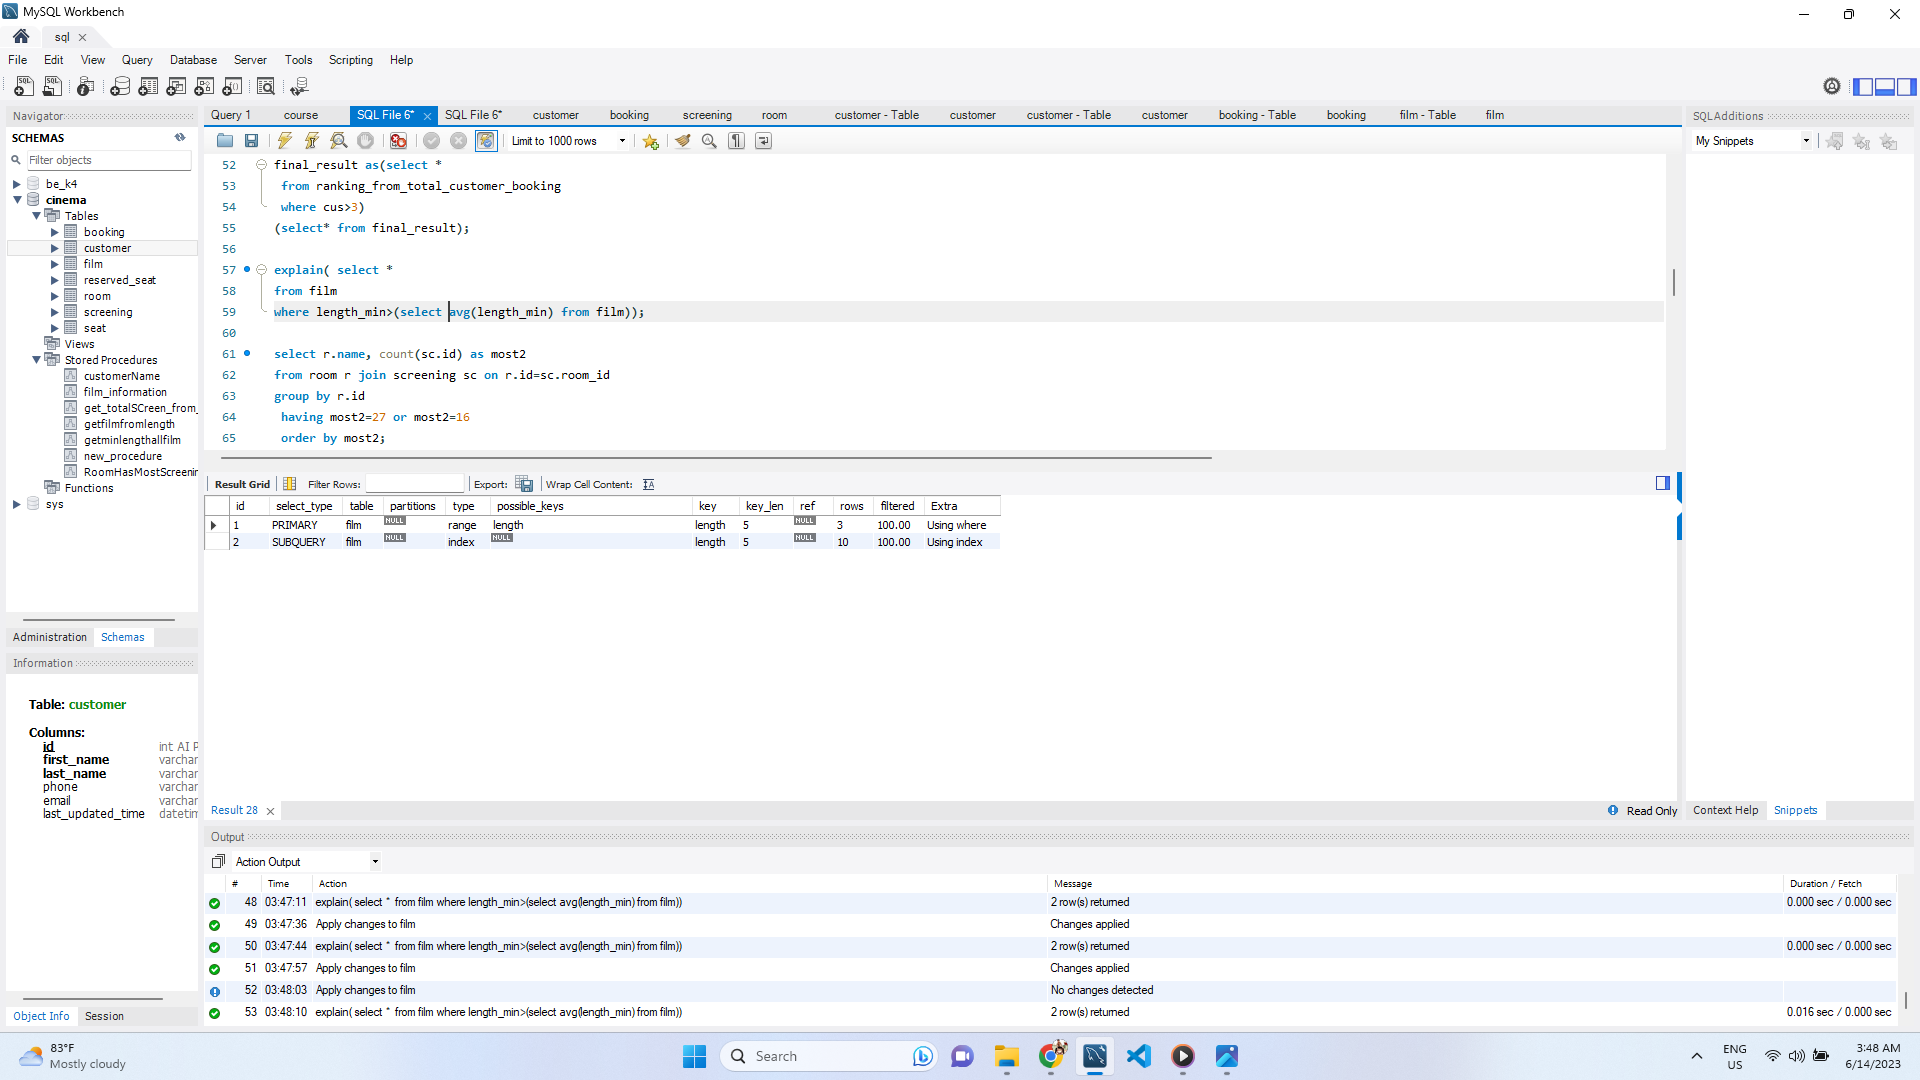 MySQL Workbench
sql
File Edit View Query Database Server Tools Scripting Help
Navigator
SCHEMAS
Filter objects
be_k4
cinema
Tables
booking
customer
film
reserved_seat
room
screening
seat
Views
Stored Procedures
customerName
film_information
get_totalSCreen_from_
getfilmfromlength
getminlengthallfilm
new_procedure
RoomHasMostScreenin
Functions
sys
Administration Schemas
Information
Table: customer
Columns:
id int AI P
first_name varchar
last_name varchar
phone varchar
email varchar
last_updated_time datetim
Object Info Session
Query 1 course SQL File 6* SQL File 6* customer booking screening room customer - Table customer customer - Table customer booking - Table booking film - Table film
Limit to 1000 rows
52 final_result as(select *
53 from ranking_from_total_customer_booking
54 where cus>3)
55 (select* from final_result);
56
57 explain( select *
58 from film
59 where length_min>(select avg(length_min) from film));
60
61 select r.name, count(sc.id) as most2
62 from room r join screening sc on r.id=sc.room_id
63 group by r.id
64 having most2=27 or most2=16
65 order by most2;
Result Grid Filter Rows: Export: Wrap Cell Content:
id select_type table partitions type possible_keys key key_len ref rows filtered Extra
1 PRIMARY film NULL range length length 5 NULL 3 100.00 Using where
2 SUBQUERY film NULL index NULL length 5 NULL 10 100.00 Using index
Result 28 Read Only
SQLAdditions
My Snippets
Context Help Snippets
Output
Action Output
# Time Action Message Duration / Fetch
48 03:47:11 explain( select * from film where length_min>(select avg(length_min) from film)) 2 row(s) returned 0.000 sec / 0.000 sec
49 03:47:36 Apply changes to film Changes applied
50 03:47:44 explain( select * from film where length_min>(select avg(length_min) from film)) 2 row(s) returned 0.000 sec / 0.000 sec
51 03:47:57 Apply changes to film Changes applied
52 03:48:03 Apply changes to film No changes detected
53 03:48:10 explain( select * from film where length_min>(select avg(length_min) from film)) 2 row(s) returned 0.016 sec / 0.000 sec
83°F
Mostly cloudy
Search
ENG
US
3:48 AM
6/14/2023